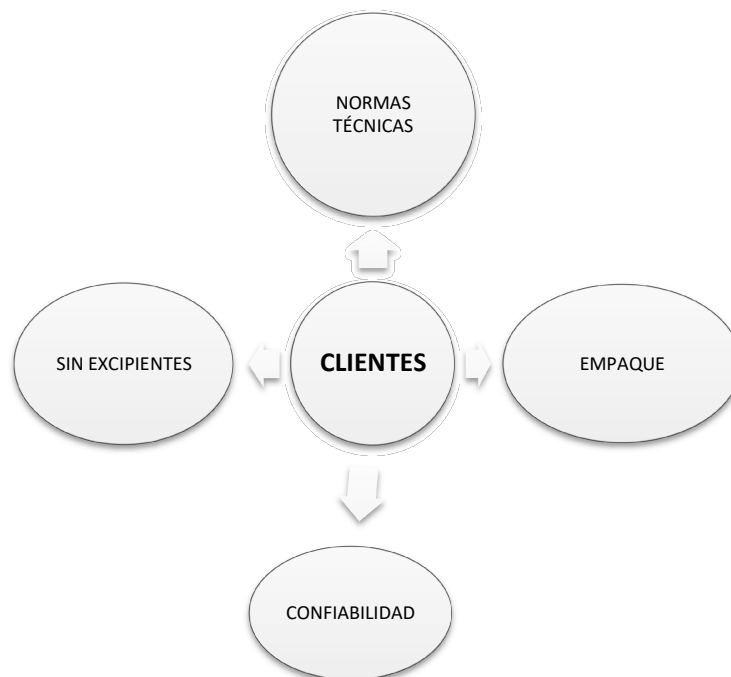 NORMAS
TÉCNICAS
SIN EXCIPIENTES
CLIENTES
EMPAQUE
CONFIABILIDAD